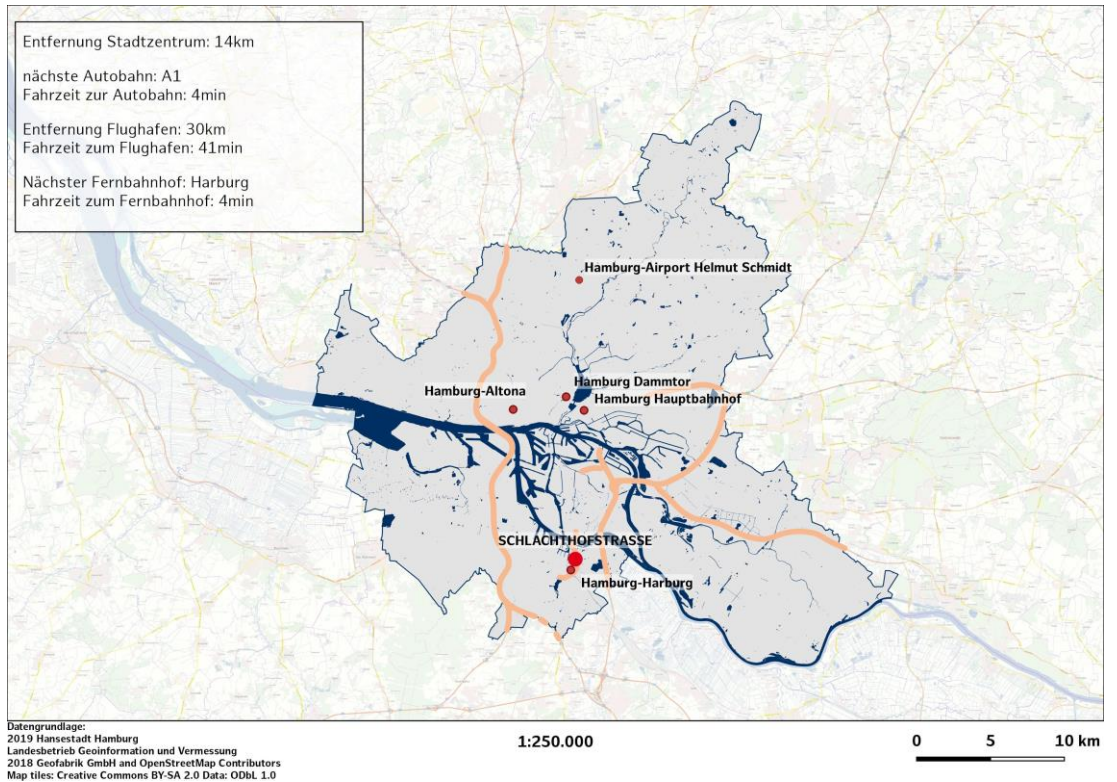 Entfernung Stadtzentrum: 14km
nächste Autobahn: A1
Fahrzeit zur Autobahn: 4min
Entfernung Flughafen: 30km
Fahrzeit zum Flughafen: 41min
Nächster Fernbahnhof: Harburg
Fahrzeit zum Fernbahnhof: 4min
Hamburg-Airport Helmut Schmidt
Hamburg Dammtor
Hamburg-Altona
Hamburg Hauptbahnhof
SCHLACHTHOFSTRASSE
Hamburg-Harburg
Datengrundlage:
2019 Hansestadt Hamburg
Landesbetrieb Geoinformation und Vermessung
2018 Geofabrik GmbH and OpenStreetMap Contributors
Map tiles: Creative Commons BY-SA 2.0 Data: ODbL 1.0
1:250.000
0 5 10 km